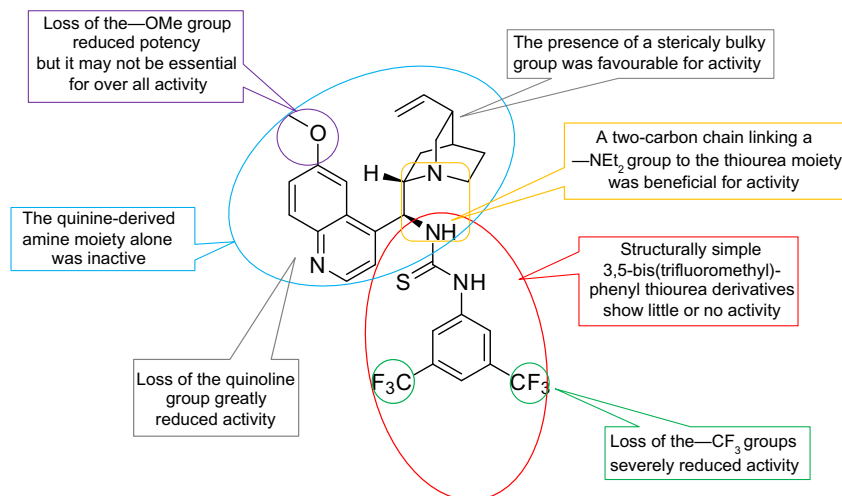 Loss of the—OMe group
reduced potency
but it may not be essential
for over all activity
The presence of a stericaly bulky
group was favourable for activity
A two-carbon chain linking a
—NEt2 group to the thiourea moiety
was beneficial for activity
O
H
N
The quinine-derived
amine moiety alone
was inactive
N
NH
S
NH
Structurally simple
3,5-bis(trifluoromethyl)-
phenyl thiourea derivatives
show little or no activity
Loss of the quinoline
group greatly
reduced activity
F3C
CF3
Loss of the—CF3 groups
severely reduced activity